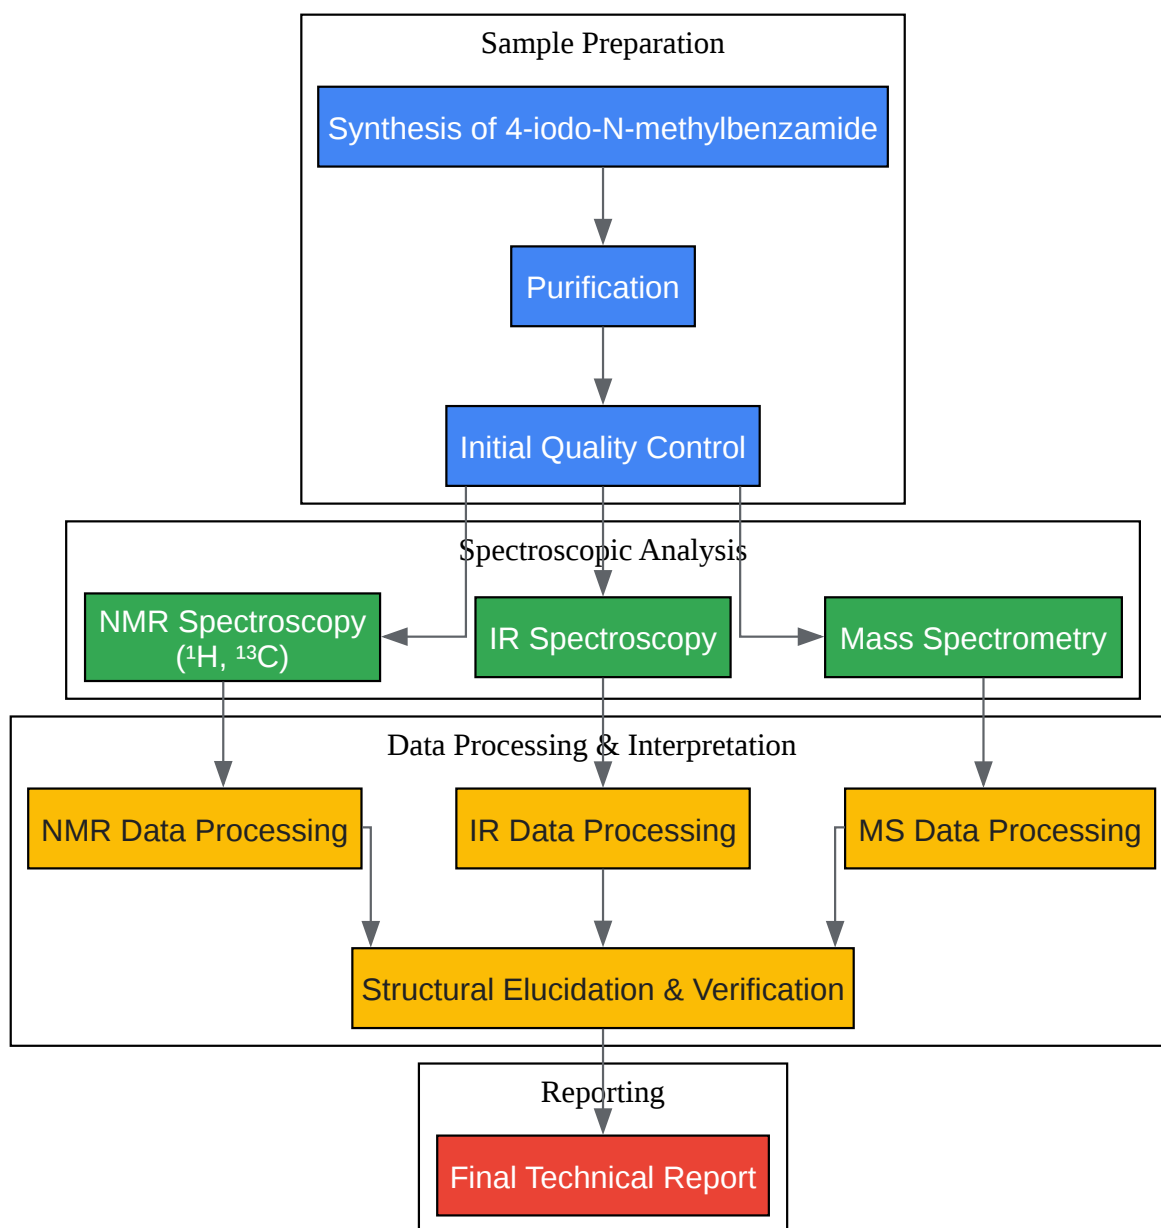 Sample Preparation
Synthesis of 4-iodo-N-methylbenzamide
Purification
Initial Quality Control
Spectroscopic Analysis
NMR Spectroscopy
(¹H, ¹³C)
IR Spectroscopy
Mass Spectrometry
Data Processing & Interpretation
NMR Data Processing
IR Data Processing
MS Data Processing
Structural Elucidation & Verification
Reporting
Final Technical Report